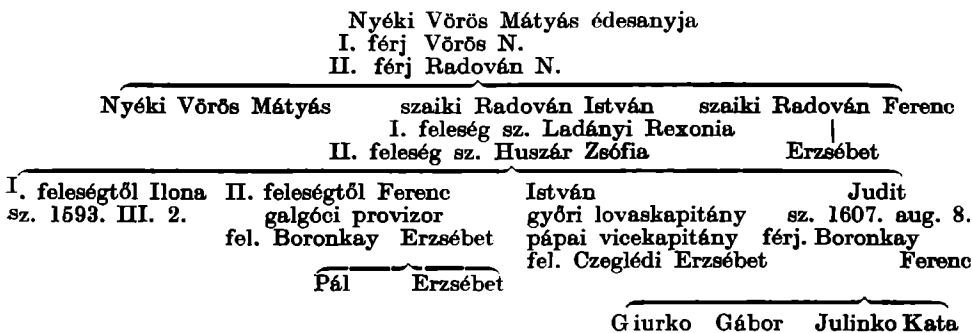 Nyéki Vörös Mátyás édesanyja
I. férj Vörös N.
II. férj Radován N.
Nyéki Vörös Mátyás szaiki Radován István szaiki Radován Ferenc
I. feleség sz. Ladányi Rexonia
II. feleség sz. Huszár Zsófia Erzsébet
I. feleségtől Ilona II. feleségtől Ferenc István Judit
sz. 1593. III. 2. galgóci provizor győri lovaskapitány sz. 1607. aug. 8.
fel. Boronkay Erzsébet pápai vicekapitány férj. Boronkay
fel. Czeglédi Erzsébet Ferenc
Pál Erzsébet
Giurko Gábor Julinko Kata